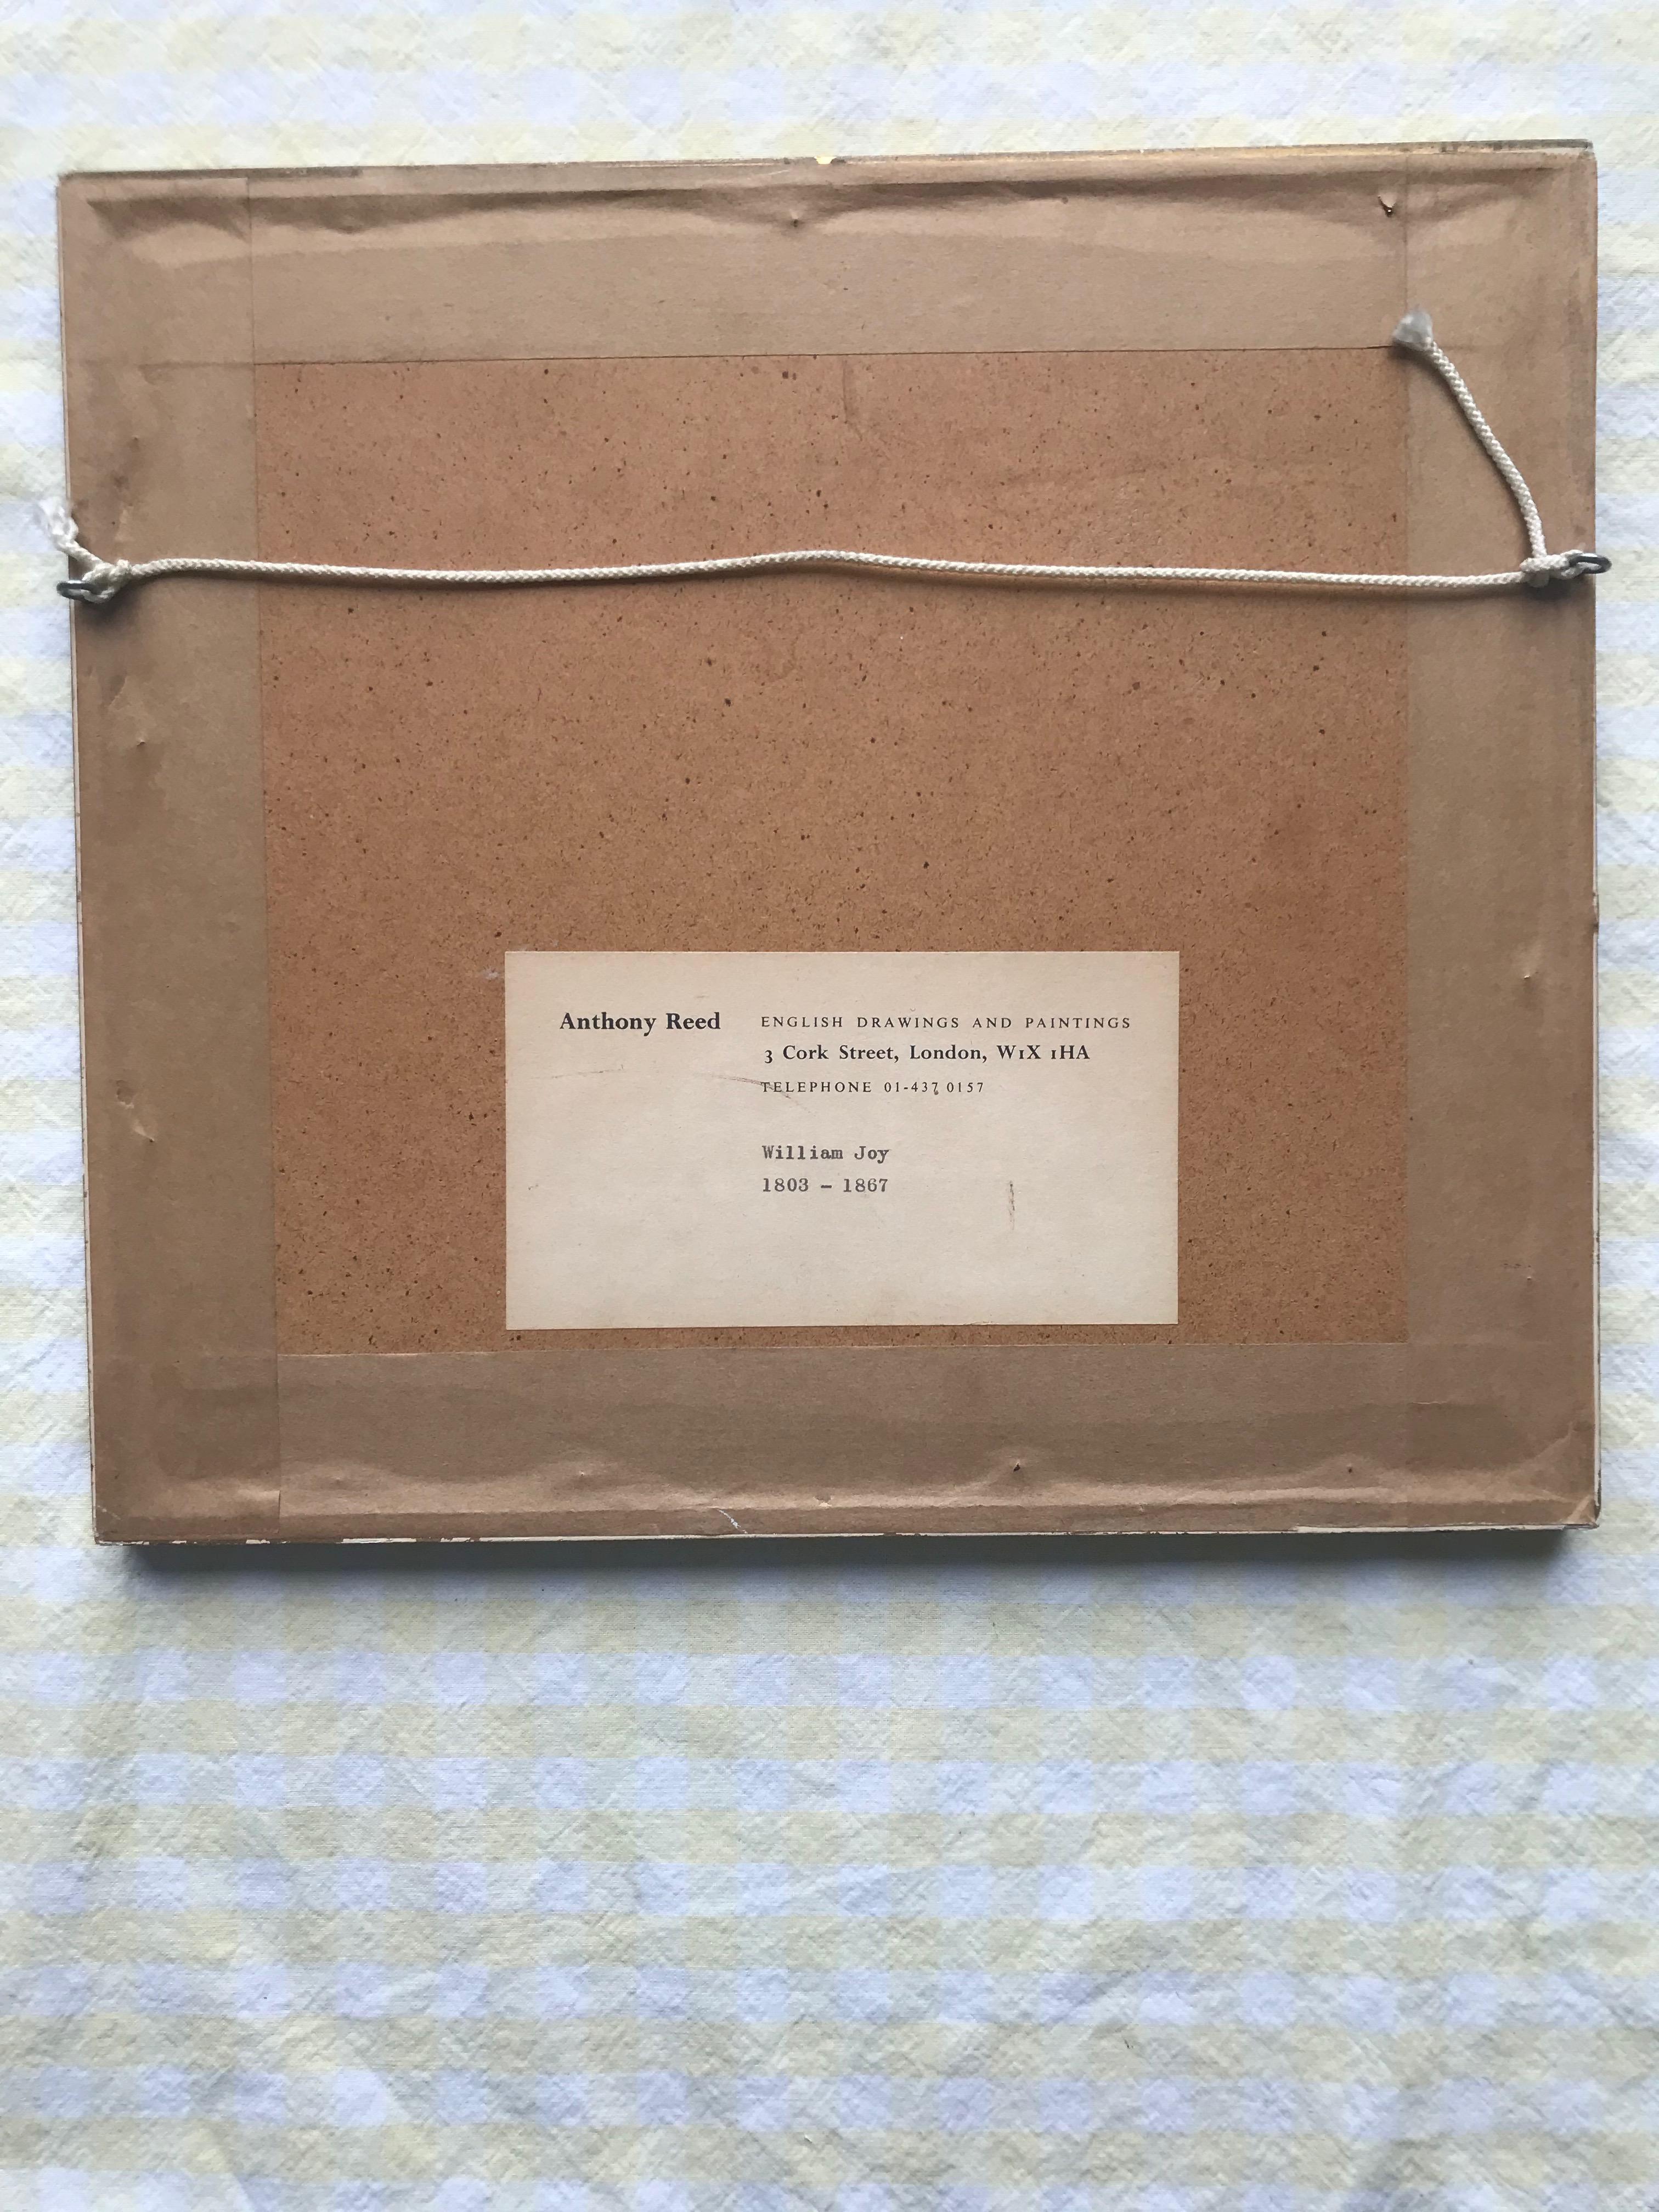 Anthony Reed ENGLISH DRAWINGS AND PAINTINGS
3 Cork Street, London, W1X 1HA
TELEPHONE 01-437 0157
William Joy
1803 - 1867